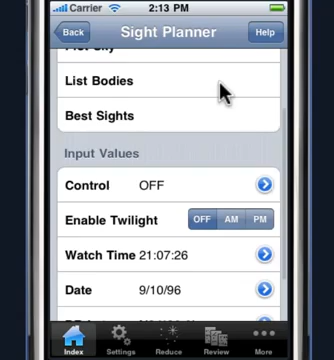 Carrier 2:13 PM
Back Sight Planner Help
List Bodies
Best Sights
Input Values
Control OFF
Enable Twilight OFF AM PM
Watch Time 21:07:26
Date 9/10/96
Index Settings Reduce Review More